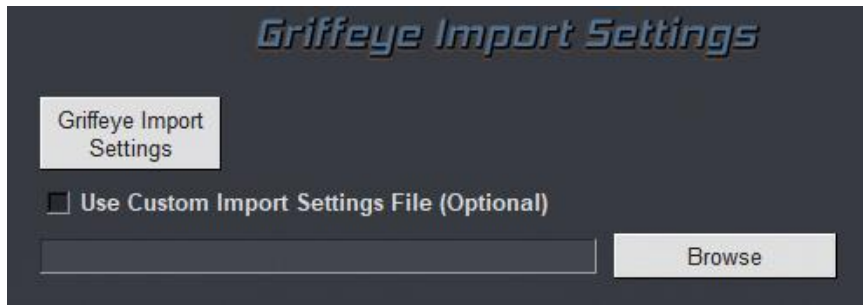 Griffeye Import Settings
Griffeye Import
Settings
Use Custom Import Settings File (Optional)
Browse